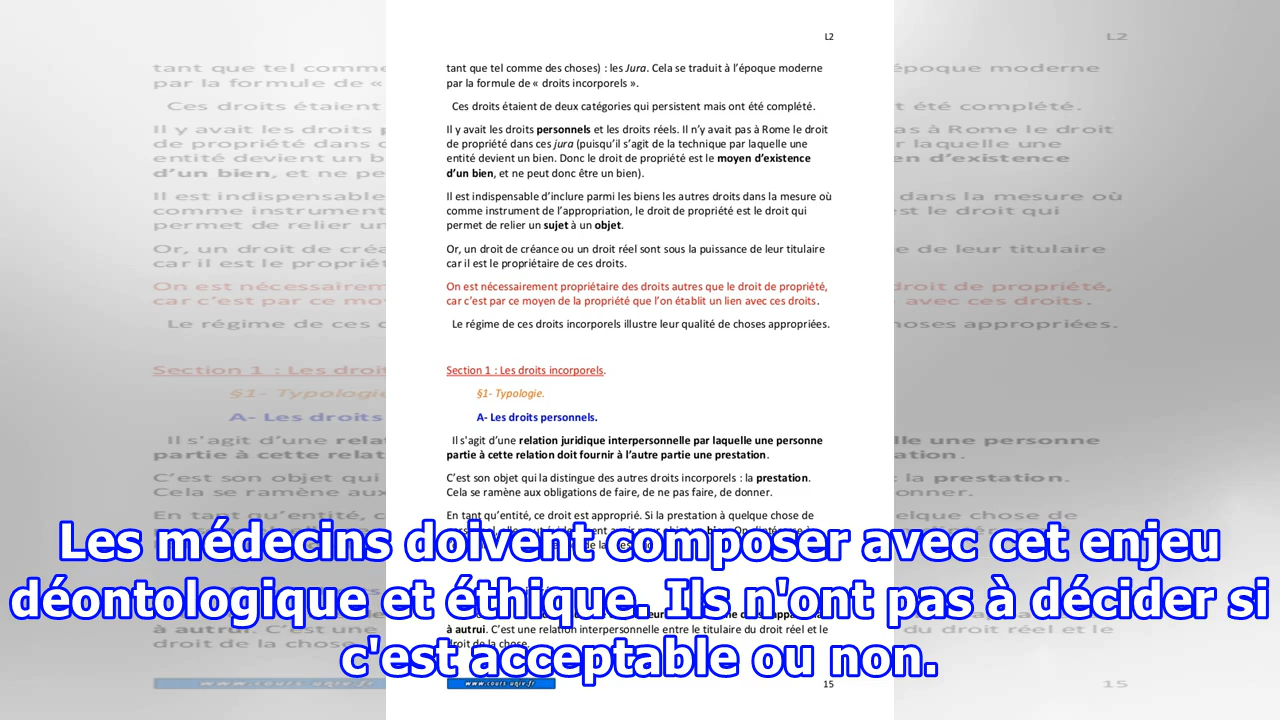 L2
tant que tel comme des choses) : les Jura. Cela se traduit à l’époque moderne
par la formule de « droits incorporels ».
Ces droits étaient de deux catégories qui persistent mais ont été complété.
Il y avait les droits personnels et les droits réels. Il n’y avait pas à Rome le droit
de propriété dans ces jura (puisqu’il s’agit de la technique par laquelle une
entité devient un bien. Donc le droit de propriété est le moyen d’existence
d’un bien, et ne peut donc être un bien).
Il est indispensable d’inclure parmi les biens les autres droits dans la mesure où
comme instrument de l’appropriation, le droit de propriété est le droit qui
permet de relier un sujet à un objet.
Or, un droit de créance ou un droit réel sont sous la puissance de leur titulaire
car il est le propriétaire de ces droits.
On est nécessairement propriétaire des droits autres que le droit de propriété,
car c’est par ce moyen de la propriété que l’on établit un lien avec ces droits.
Le régime de ces droits incorporels illustre leur qualité de choses appropriées.
Section 1 : Les droits incorporels.
§1- Typologie.
A- Les droits personnels.
Il s’agit d’une relation juridique interpersonnelle par laquelle une personne
partie à cette relation doit fournir à l’autre partie une prestation.
C’est son objet qui la distingue des autres droits incorporels : la prestation.
Cela se ramène aux obligations de faire, de ne pas faire, de donner.
En tant qu’entité, ce droit est approprié. Si la prestation à quelque chose de
Les médecins doivent composer avec cet enjeu
déontologique et éthique. Ils n'ont pas à décider si
c'est acceptable ou non.
à autrui. C’est une relation interpersonnelle entre le titulaire du droit réel et le
droit de la chose.
www.cours-univ.fr
15